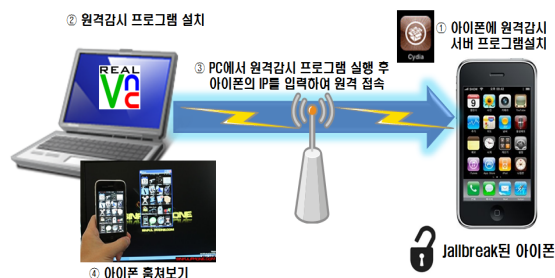 ② 원격감시 프로그램 설치
① 아이폰에 원격감시
서버 프로그램설치
Cydia
③ PC에서 원격감시 프로그램 실행 후
아이폰의 IP를 입력하여 원격 접속
REAL
Vnc
④ 아이폰 훔쳐보기
Jailbreak된 아이폰